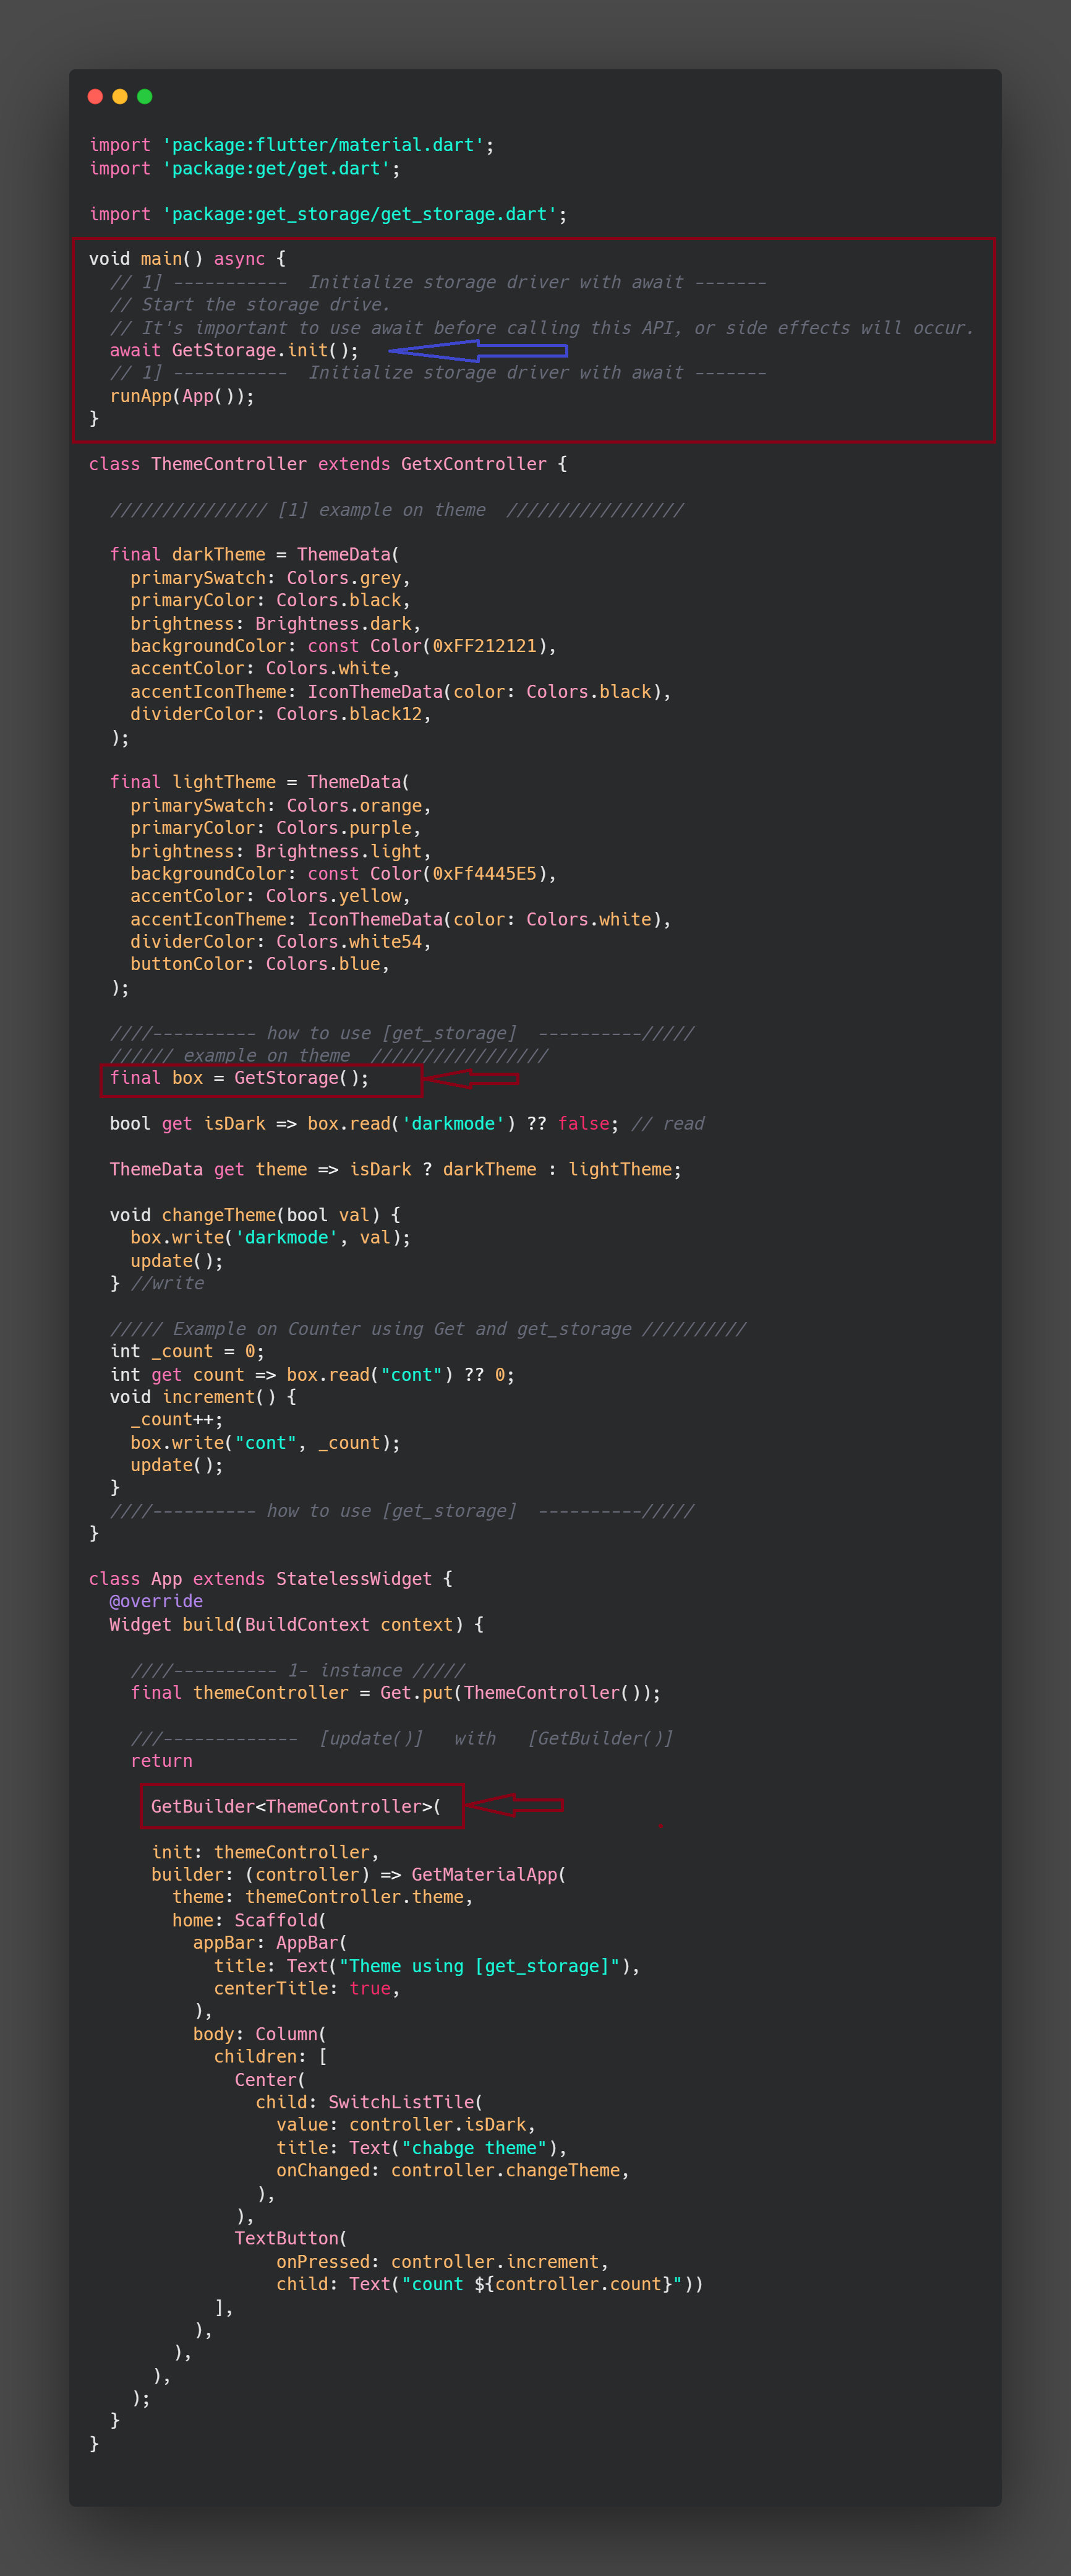 import 'package:flutter/material.dart';
import 'package:get/get.dart';
import 'package:get_storage/get_storage.dart';
void main() async {
  // 1] -----------  Initialize storage driver with await -------
  // Start the storage drive.
  // It's important to use await before calling this API, or side effects will occur.
  await GetStorage.init();
  // 1] -----------  Initialize storage driver with await -------
  runApp(App());
}
class ThemeController extends GetxController {
  /////////////// [1] example on theme  /////////////////
  final darkTheme = ThemeData(
    primarySwatch: Colors.grey,
    primaryColor: Colors.black,
    brightness: Brightness.dark,
    backgroundColor: const Color(0xFF212121),
    accentColor: Colors.white,
    accentIconTheme: IconThemeData(color: Colors.black),
    dividerColor: Colors.black12,
  );
  final lightTheme = ThemeData(
    primarySwatch: Colors.orange,
    primaryColor: Colors.purple,
    brightness: Brightness.light,
    backgroundColor: const Color(0xFf4445E5),
    accentColor: Colors.yellow,
    accentIconTheme: IconThemeData(color: Colors.white),
    dividerColor: Colors.white54,
    buttonColor: Colors.blue,
  );
  ////---------- how to use [get_storage]  ----------/////
  ////// example on theme  /////////////////
  final box = GetStorage();
  bool get isDark => box.read('darkmode') ?? false; // read
  ThemeData get theme => isDark ? darkTheme : lightTheme;
  void changeTheme(bool val) {
    box.write('darkmode', val);
    update();
  } //write
  ///// Example on Counter using Get and get_storage //////////
  int _count = 0;
  int get count => box.read("cont") ?? 0;
  void increment() {
    _count++;
    box.write("cont", _count);
    update();
  }
  ////---------- how to use [get_storage]  ----------/////
}
class App extends StatelessWidget {
  @override
  Widget build(BuildContext context) {
    ////---------- 1- instance /////
    final themeController = Get.put(ThemeController());
    ///-------------  [update()]   with   [GetBuilder()]
    return
      GetBuilder<ThemeController>(
      init: themeController,
      builder: (controller) => GetMaterialApp(
        theme: themeController.theme,
        home: Scaffold(
          appBar: AppBar(
            title: Text("Theme using [get_storage]"),
            centerTitle: true,
          ),
          body: Column(
            children: [
              Center(
                child: SwitchListTile(
                  value: controller.isDark,
                  title: Text("chabge theme"),
                  onChanged: controller.changeTheme,
                ),
              ),
              TextButton(
                  onPressed: controller.increment,
                  child: Text("count ${controller.count}"))
            ],
          ),
        ),
      ),
    );
  }
}